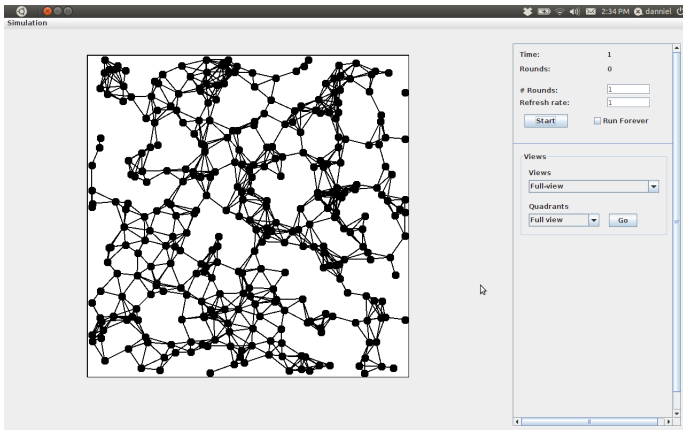 2:34 PM danniel
Simulation
Time: 1
Rounds: 0
# Rounds: 1
Refresh rate: 1
Start Run Forever
Views
Views
Full-view
Quadrants
Full view Go